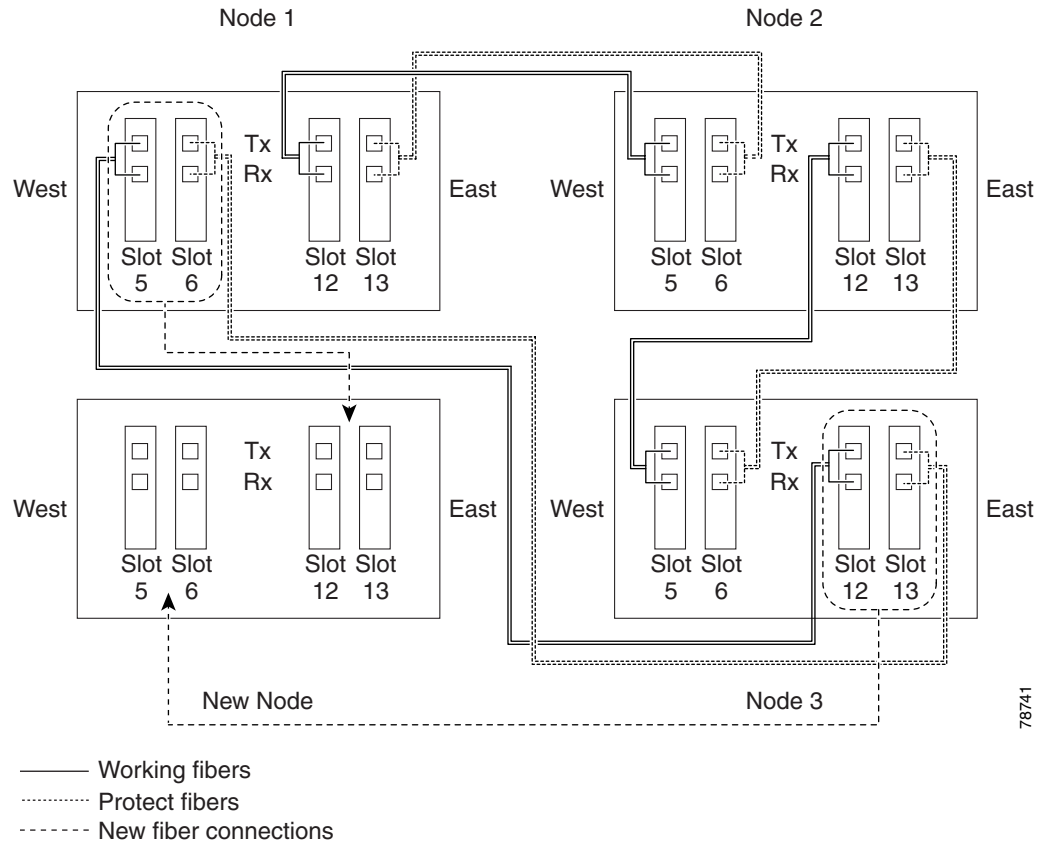 Node 1 Node 2
Tx Tx
West Rx East West Rx East
Slot Slot Slot Slot Slot Slot Slot Slot
5 6 12 13 5 6 12 13
Tx Tx
West Rx East West Rx East
Slot Slot Slot Slot Slot Slot Slot Slot
5 6 12 13 5 6 12 13
New Node Node 3
78741
Working fibers
Protect fibers
New fiber connections